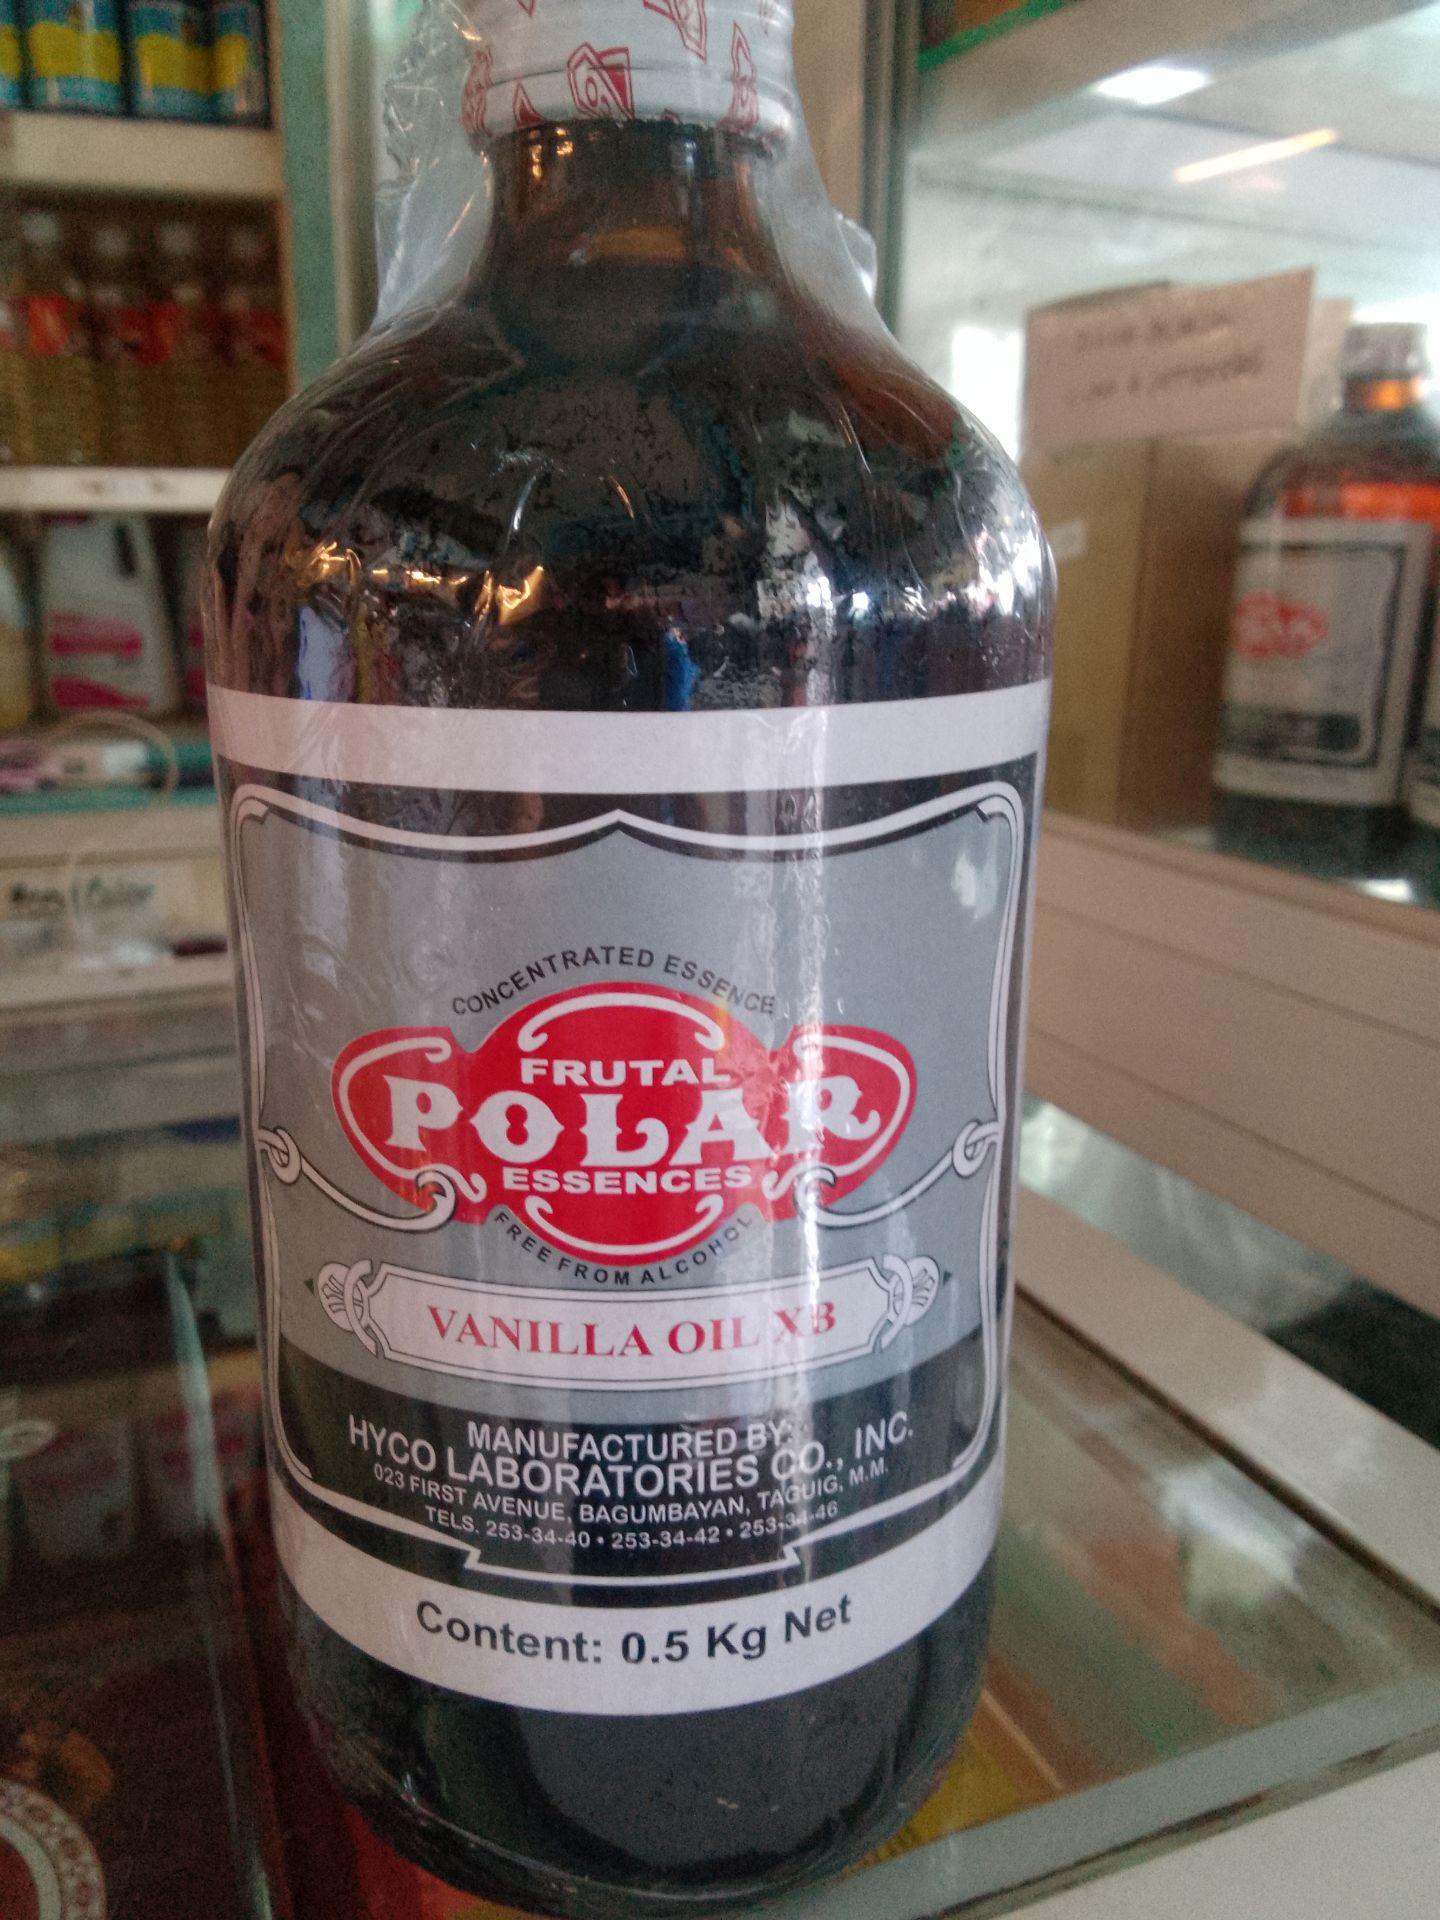 CONCENTRATED ESSENCE
FRUTAL
POLAR
ESSENCES
FREE FROM ALCOHOL
VANILLA OIL XB
MANUFACTURED BY:
HYCO LABORATORIES CO., INC.
023 FIRST AVENUE, BAGUMBAYAN, TAGUIG, M.M.
TELS. 253-34-40 • 253-34-42 • 253-34-46
Content: 0.5 Kg Net